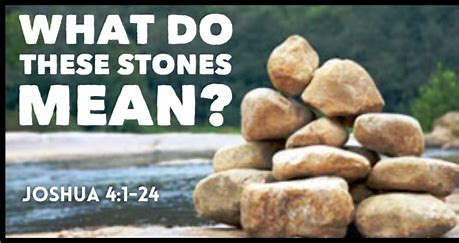 WHAT DO
THESE STONES
MEAN?
JOSHUA 4:1-24